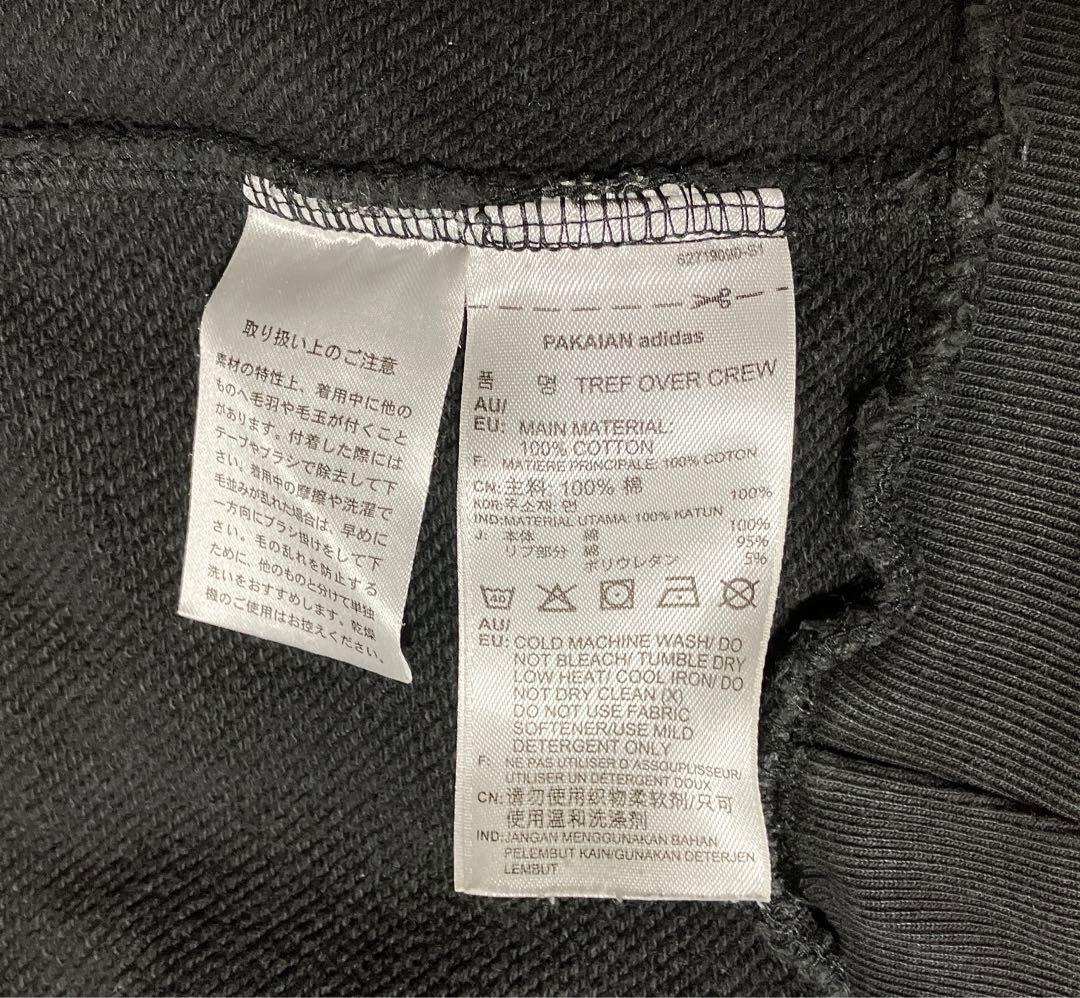 取り扱い上のご注意
素材の特性上、着用中に他の
ものへ毛羽や毛玉が付くこと
があります。付着した際には
テープやブラシで除去して下
さい。着用中の摩擦や洗濯で
毛並みが乱れた場合は、早めに
一方向にブラシ掛けをして下
さい。毛の乱れを防止する
ために、他のものと分けて単独
洗いをおすすめします。乾燥
機のご使用はお控えください。
PAKAIAN adidas
품 명 TREF OVER CREW
AU/
EU: MAIN MATERIAL:
100% COTTON
F: MATIERE PRINCIPALE: 100% COTON
CN: 主料, 100% 棉
KOR: 주소재: 면 100%
IND: MATERIAL UTAMA: 100% KATUN
J: 本体 綿 100%
リブ部分 綿 95%
ポリウレタン 5%
AU/
EU: COLD MACHINE WASH/ DO
NOT BLEACH/ TUMBLE DRY
LOW HEAT/ COOL IRON/ DO
NOT DRY CLEAN (X)
DO NOT USE FABRIC
SOFTENER/USE MILD
DETERGENT ONLY
F: NE PAS UTILISER D'ASSOUPLISSEUR/
UTILISER UN DETERGENT DOUX
CN: 请勿使用织物柔软剂/只可
使用温和洗涤剂
IND: JANGAN MENGGUNAKAN BAHAN
PELEMBUT KAIN/GUNAKAN DETERJEN
LEMBUT